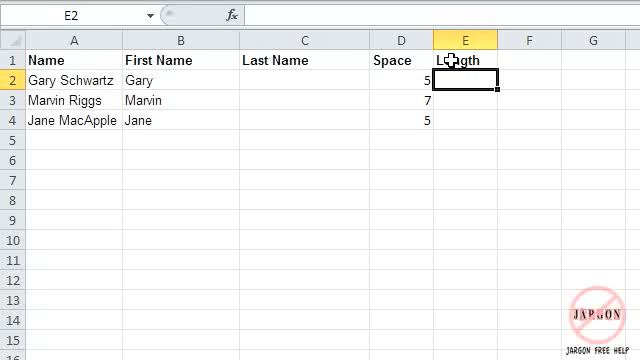 E2 fx
A B C D E F G
1 Name First Name Last Name Space Length
2 Gary Schwartz Gary 5
3 Marvin Riggs Marvin 7
4 Jane MacApple Jane 5
5
6
7
8
9
10
11
12
13
14
15
16
JARGON
JARGON FREE HELP